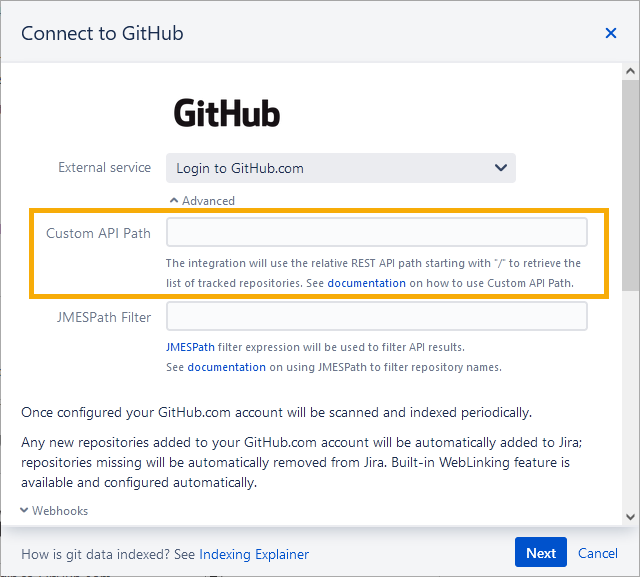 Connect to GitHub
GitHub
External service
Login to GitHub.com
Advanced
Custom API Path
The integration will use the relative REST API path starting with "/" to retrieve the
list of tracked repositories. See documentation on how to use Custom API Path.
JMESPath Filter
JMESPath filter expression will be used to filter API results.
See documentation on using JMESPath to filter repository names.
Once configured your GitHub.com account will be scanned and indexed periodically.
Any new repositories added to your GitHub.com account will be automatically added to Jira;
repositories missing will be automatically removed from Jira. Built-in WebLinking feature is
available and configured automatically.
Webhooks
How is git data indexed? See Indexing Explainer
Next
Cancel